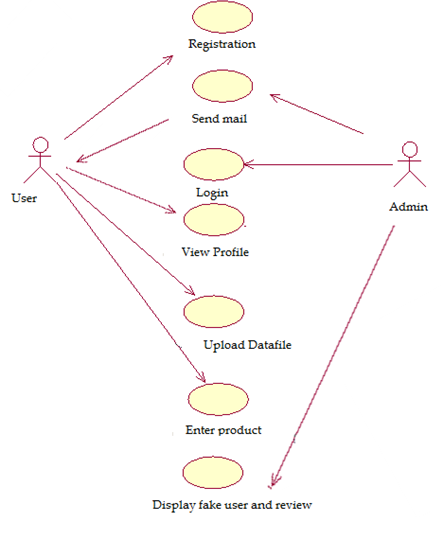 Registration
Send mail
Login
User
Admin
View Profile
Upload Datafile
Enter product
Display fake user and review